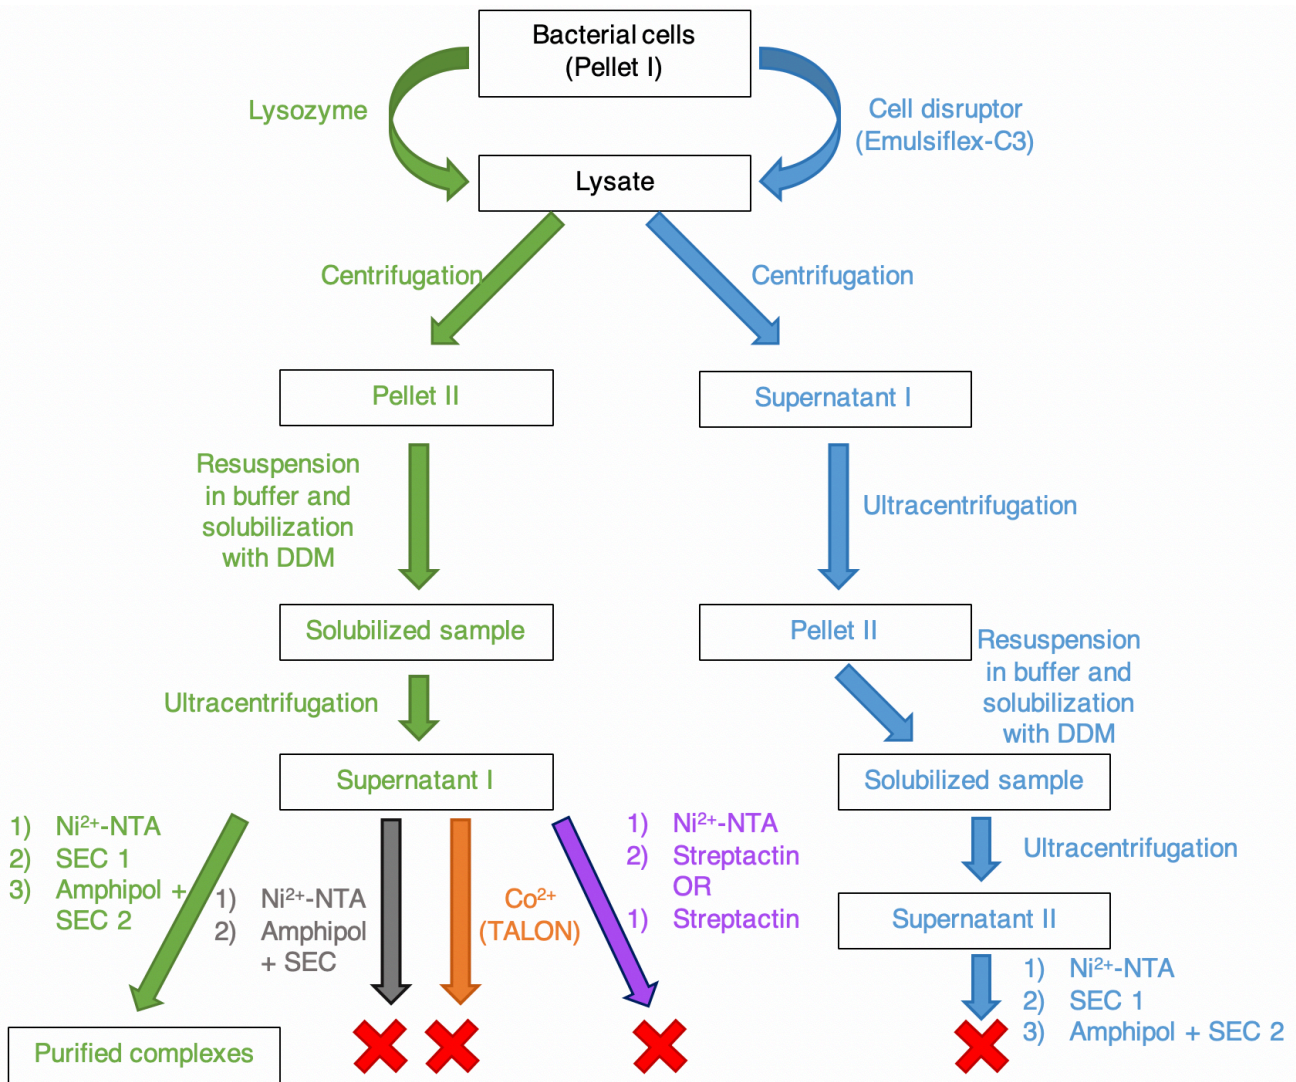 Bacterial cells
(Pellet I)
Lysozyme
Cell disruptor
(Emulsiflex-C3)
Lysate
Centrifugation
Centrifugation
Pellet II
Supernatant I
Resuspension
in buffer and
solubilization
with DDM
Ultracentrifugation
Solubilized sample
Pellet II
Resuspension
in buffer and
solubilization
with DDM
Ultracentrifugation
Supernatant I
Solubilized sample
1) Ni²⁺-NTA
2) SEC 1
3) Amphipol +
SEC 2
1) Ni²⁺-NTA
2) Amphipol
+ SEC
Co²⁺
(TALON)
1) Ni²⁺-NTA
2) Streptactin
OR
1) Streptactin
Ultracentrifugation
Supernatant II
1) Ni²⁺-NTA
2) SEC 1
3) Amphipol + SEC 2
Purified complexes